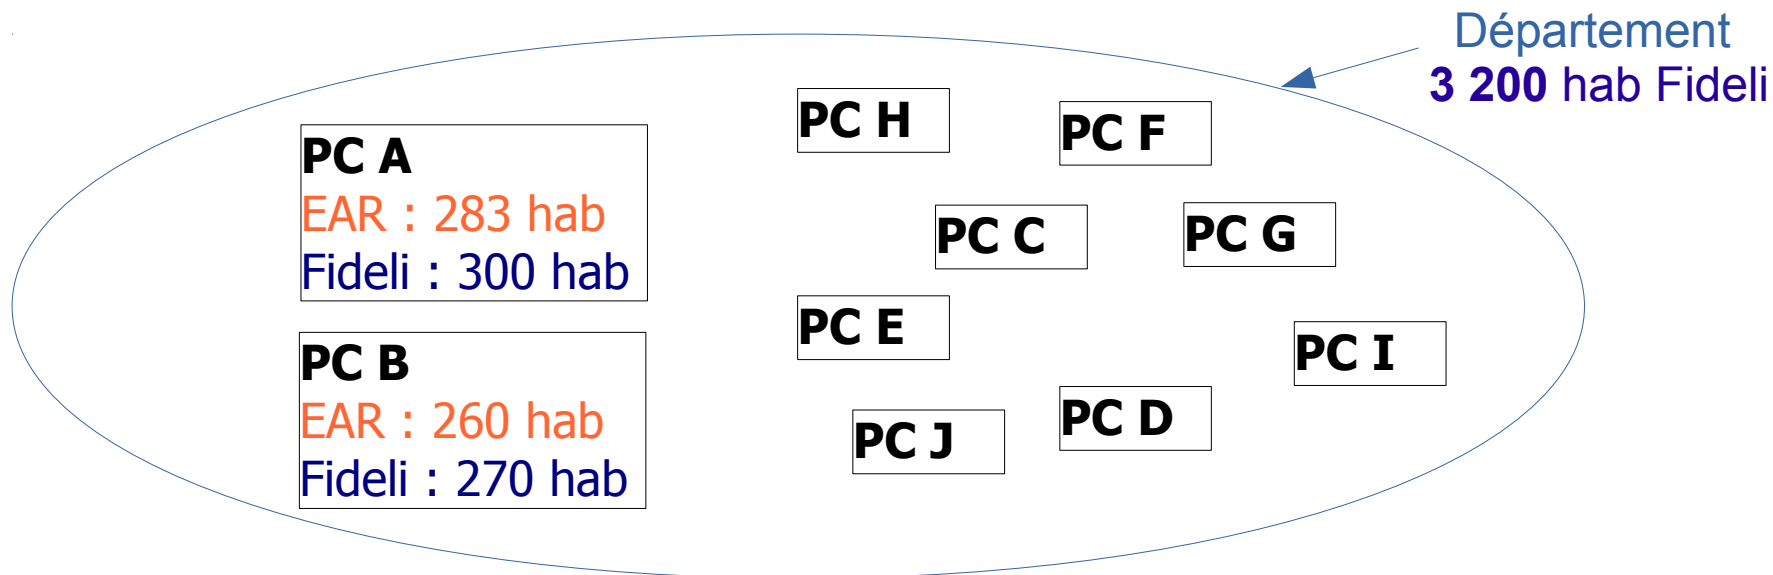 Département
3 200 hab Fideli
PC H
PC F
PC A
EAR : 283 hab
Fideli : 300 hab
PC C
PC G
PC E
PC I
PC B
EAR : 260 hab
Fideli : 270 hab
PC D
PC J